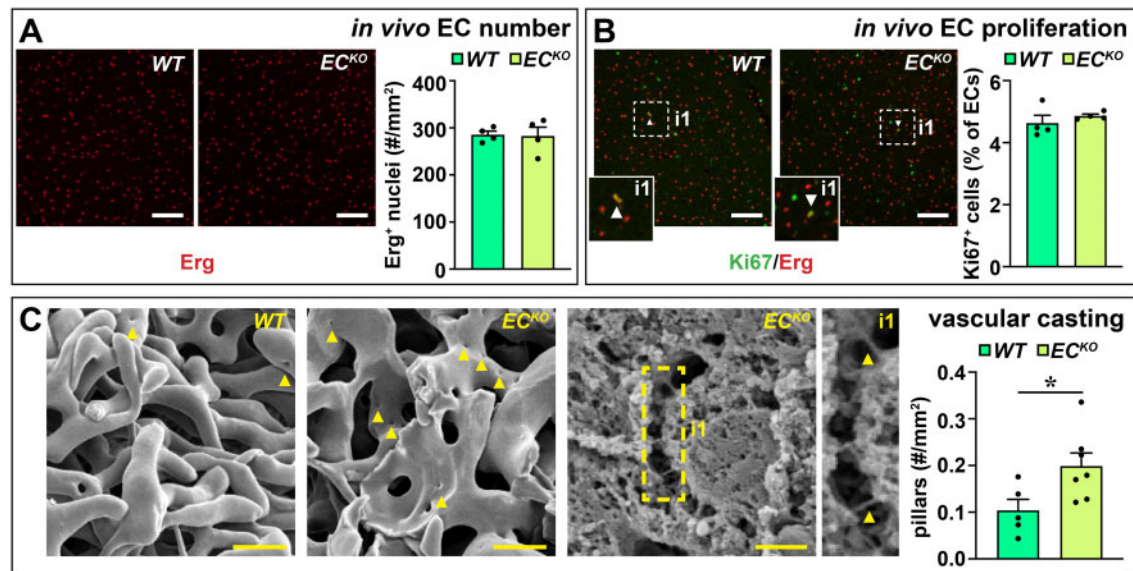 A
in vivo EC number
WT
EC^KO
WT EC^KO
Erg⁺ nuclei (#/mm²)
400
300
200
100
0
Erg
B
in vivo EC proliferation
WT
EC^KO
i1
i1
i1
i1
WT EC^KO
Ki67⁺ cells (% of ECs)
6
4
2
0
Ki67/Erg
C
WT
EC^KO
EC^KO
i1
i1
vascular casting
WT EC^KO
*
pillars (#/mm²)
0.4
0.3
0.2
0.1
0.0